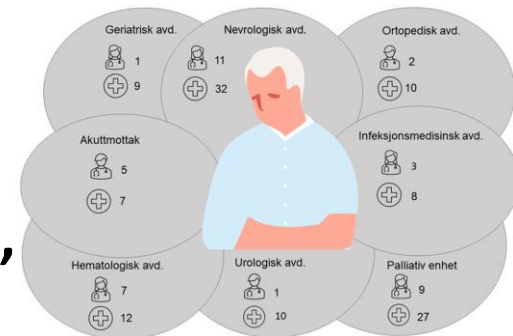 Geriatrisk avd.
1
9
Nevrologisk avd.
11
32
Ortopedisk avd.
2
10
Akuttmottak
5
7
Infeksjonsmedisinsk avd.
3
8
,
Hematologisk avd.
7
12
Urologisk avd.
1
10
Palliativ enhet
9
27